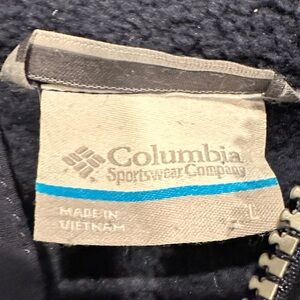 Columbia
Sportswear Company
MADE IN
VIETNAM
L